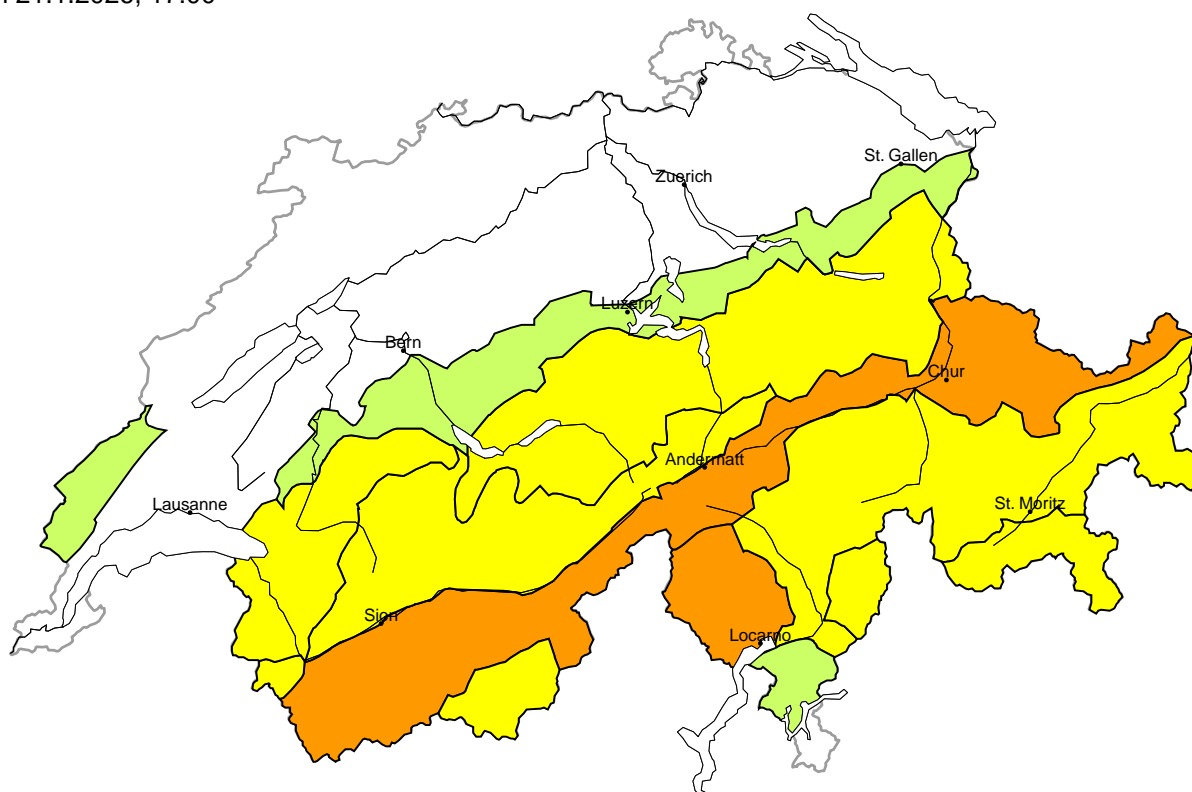 St. Gallen
Zuerich
Luzern
Bern
Chur
Andermatt
St. Moritz
Lausanne
Sion
Locarno